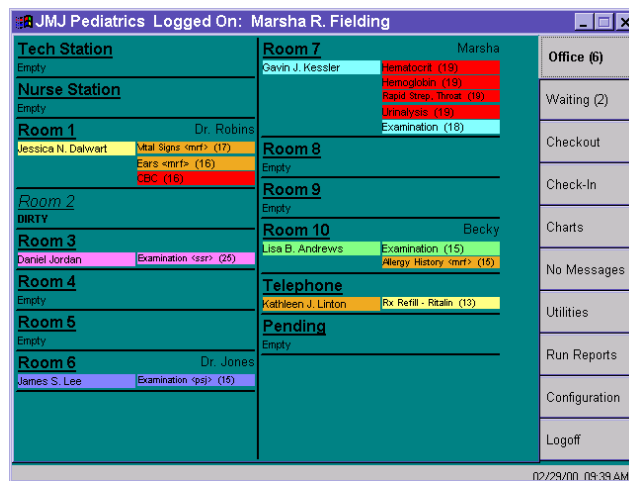 JMJ Pediatrics Logged On: Marsha R. Fielding
Tech Station
Empty
Nurse Station
Empty
Room 1 Dr. Robins
Jessica N. Dalwart Vital Signs <mrf> (17)
Ears <mrf> (16)
CBC (16)
Room 2
DIRTY
Room 3
Daniel Jordan Examination <ssr> (25)
Room 4
Empty
Room 5
Empty
Room 6 Dr. Jones
James S. Lee Examination <psj> (15)
Room 7 Marsha
Gavin J. Kessler Hematocrit (19)
Hemoglobin (19)
Rapid Strep, Throat (19)
Urinalysis (19)
Examination (18)
Room 8
Empty
Room 9
Empty
Room 10 Becky
Lisa B. Andrews Examination (15)
Allergy History <mrf> (15)
Telephone
Kathleen J. Linton Rx Refill - Ritalin (13)
Pending
Empty
Office (6)
Waiting (2)
Checkout
Check-In
Charts
No Messages
Utilities
Run Reports
Configuration
Logoff
02/29/00 09:39 AM